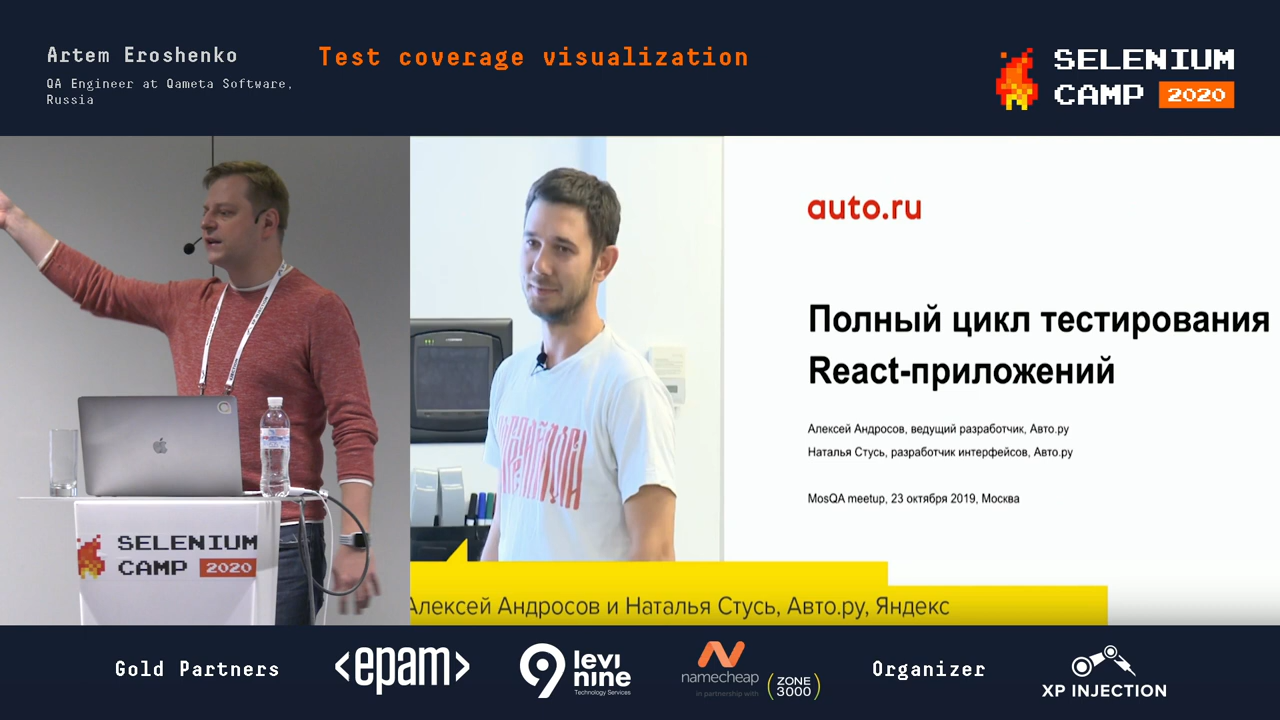 Artem Eroshenko
QA Engineer at Qameta Software,
Russia
Test coverage visualization
SELENIUM
CAMP 2020
auto.ru
Полный цикл тестирования
React-приложений
Алексей Андросов, ведущий разработчик, Авто.ру
Наталья Стусь, разработчик интерфейсов, Авто.ру
MosQA meetup, 23 октября 2019, Москва
Алексей Андросов и Наталья Стусь, Авто.ру, Яндекс
SELENIUM
CAMP 2020
Gold Partners
<epam>
9 levi
nine
Technology Services
namecheap
in partnership with
ZONE
3000
Organizer
XP INJECTION